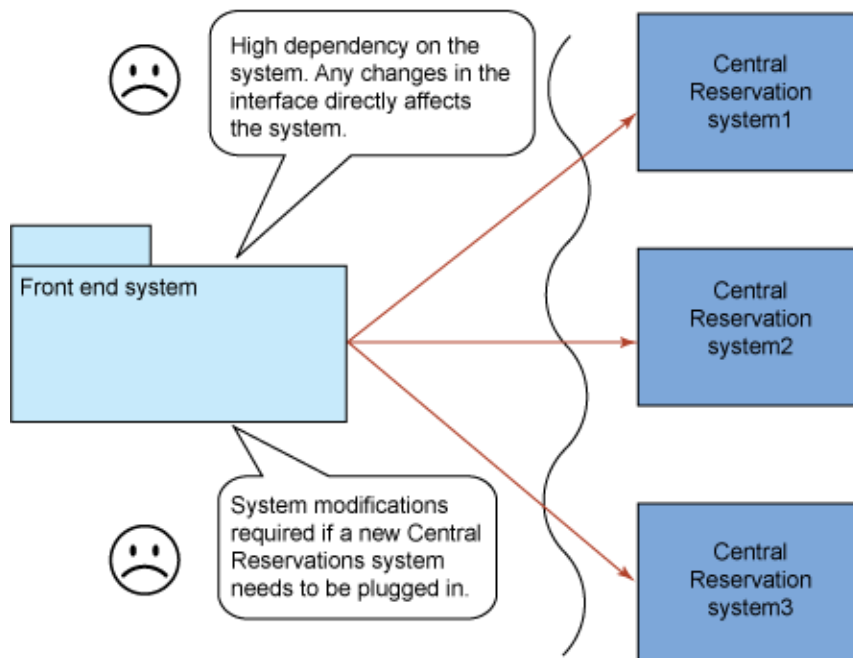 High dependency on the
system. Any changes in the
interface directly affects
the system.
Central
Reservation
system1
Front end system
Central
Reservation
system2
System modifications
required if a new Central
Reservations system
needs to be plugged in.
Central
Reservation
system3